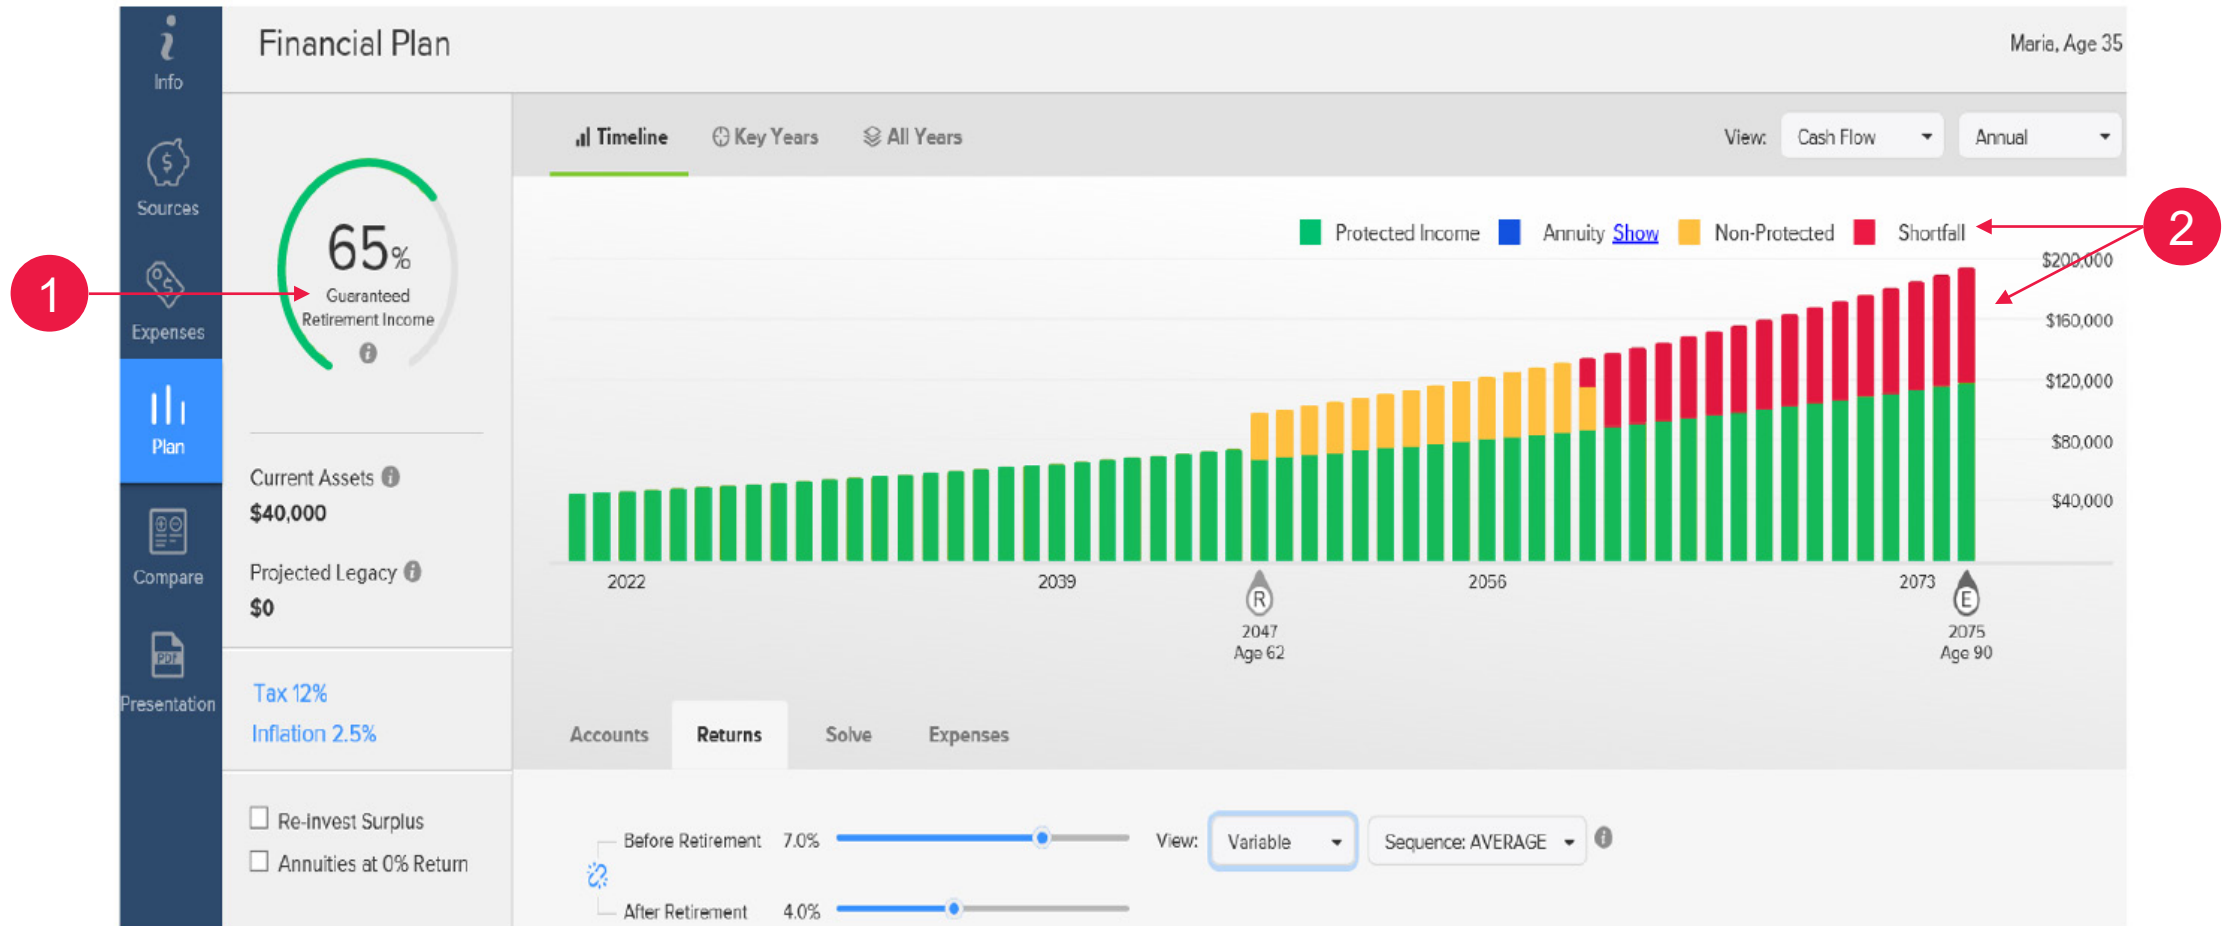 Info
Sources
Expenses
Plan
Compare
PDF
Presentation
Financial Plan
Maria, Age 35
1
65%
Guaranteed
Retirement Income
Current Assets
$40,000
Projected Legacy
$0
Tax 12%
Inflation 2.5%
Re-invest Surplus
Annuities at 0% Return
Timeline Key Years All Years
View: Cash Flow Annual
Protected Income Annuity Show Non-Protected Shortfall
2
$200,000
$160,000
$120,000
$80,000
$40,000
2022 2039 2056 2073
R E
2047 2075
Age 62 Age 90
Accounts Returns Solve Expenses
Before Retirement 7.0% View: Variable Sequence: AVERAGE
After Retirement 4.0%